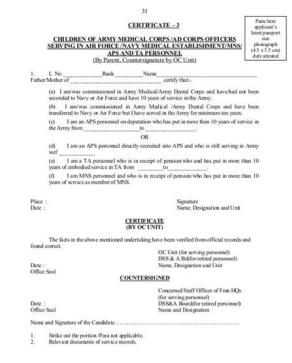 31
CERTIFICATE – 3
Paste here
applicant's
latest passport
size
photograph
(4.5 x 3.5 cm)
duly attested
CHILDREN OF ARMY MEDICAL CORPS /AD CORPS OFFICERS
SERVING IN AIR FORCE /NAVY MEDICAL ESTABLISHMENT/MNS/
APS AND TA PERSONNEL
(By Parent, Countersignature by OC Unit)
1. I, No ____________Rank ____________Name____________
Father/Mother of ____________ certify that:-
(a) I am/was commissioned in Army Medical/Army Dental Corps and have/had not been
seconded to Navy or Air Force and have 10 years of service in the Army.
(b) I am/was commissioned in Army Medical /Army Dental Corps and have been
transferred to Navy or Air Force but I have served in the Army for minimum ten years.
(c) I am an APS personnel on deputation who has put in more than 10 years of service in
the Army from ____________to ____________.
OR
(d) I am an APS personnel directly recruited into APS and who is still serving in Army
wef ____________
(e) I am a TA personnel who is in receipt of pension/who and has put in more than 10
years of embodied service in TA from ________to____________.
(f) I am MNS personnel and who is in receipt of pension/who has put in more than 10
years of service as member of MNS.
Place : Signature
Date : Name, Designation and Unit
CERTIFICATE
(BY OC UNIT)
The facts in the above mentioned undertaking have been verified from official records and
found correct.
OC Unit (for serving personnel)
DSS & A Bd(for retired personnel)
Date : Name, Designation and Unit
Office Seal
COUNTERSIGNED
Concerned Staff Officer of Fmn HQs
(for serving personnel)
Date : DSS&A Board(for retired personnel)
Office Seal Name and Designation
Name and Signature of the Candidate ........................................................
1. Strike out the portion /Para not applicable.
2. Relevant documents of service records.